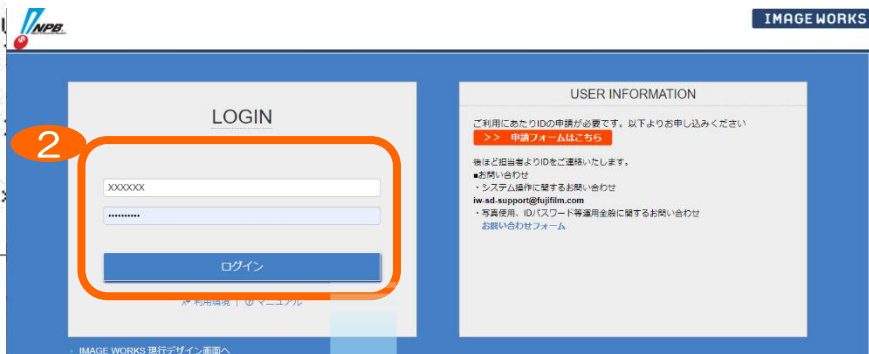 NPB.
IMAGE WORKS
LOGIN
2
XXXXXX
••••••••••
ログイン
利用環境 | マニュアル
IMAGE WORKS 現行デザイン画面へ
USER INFORMATION
ご利用にあたりIDの申請が必要です。以下よりお申し込みください
>> 申請フォームはこちら
後ほど担当者よりIDをご連絡いたします。
■お問い合わせ
・システム操作に関するお問い合わせ
iw-sd-support@fujifilm.com
・写真使用、ID/パスワード等運用全般に関するお問い合わせ
お問い合わせフォーム